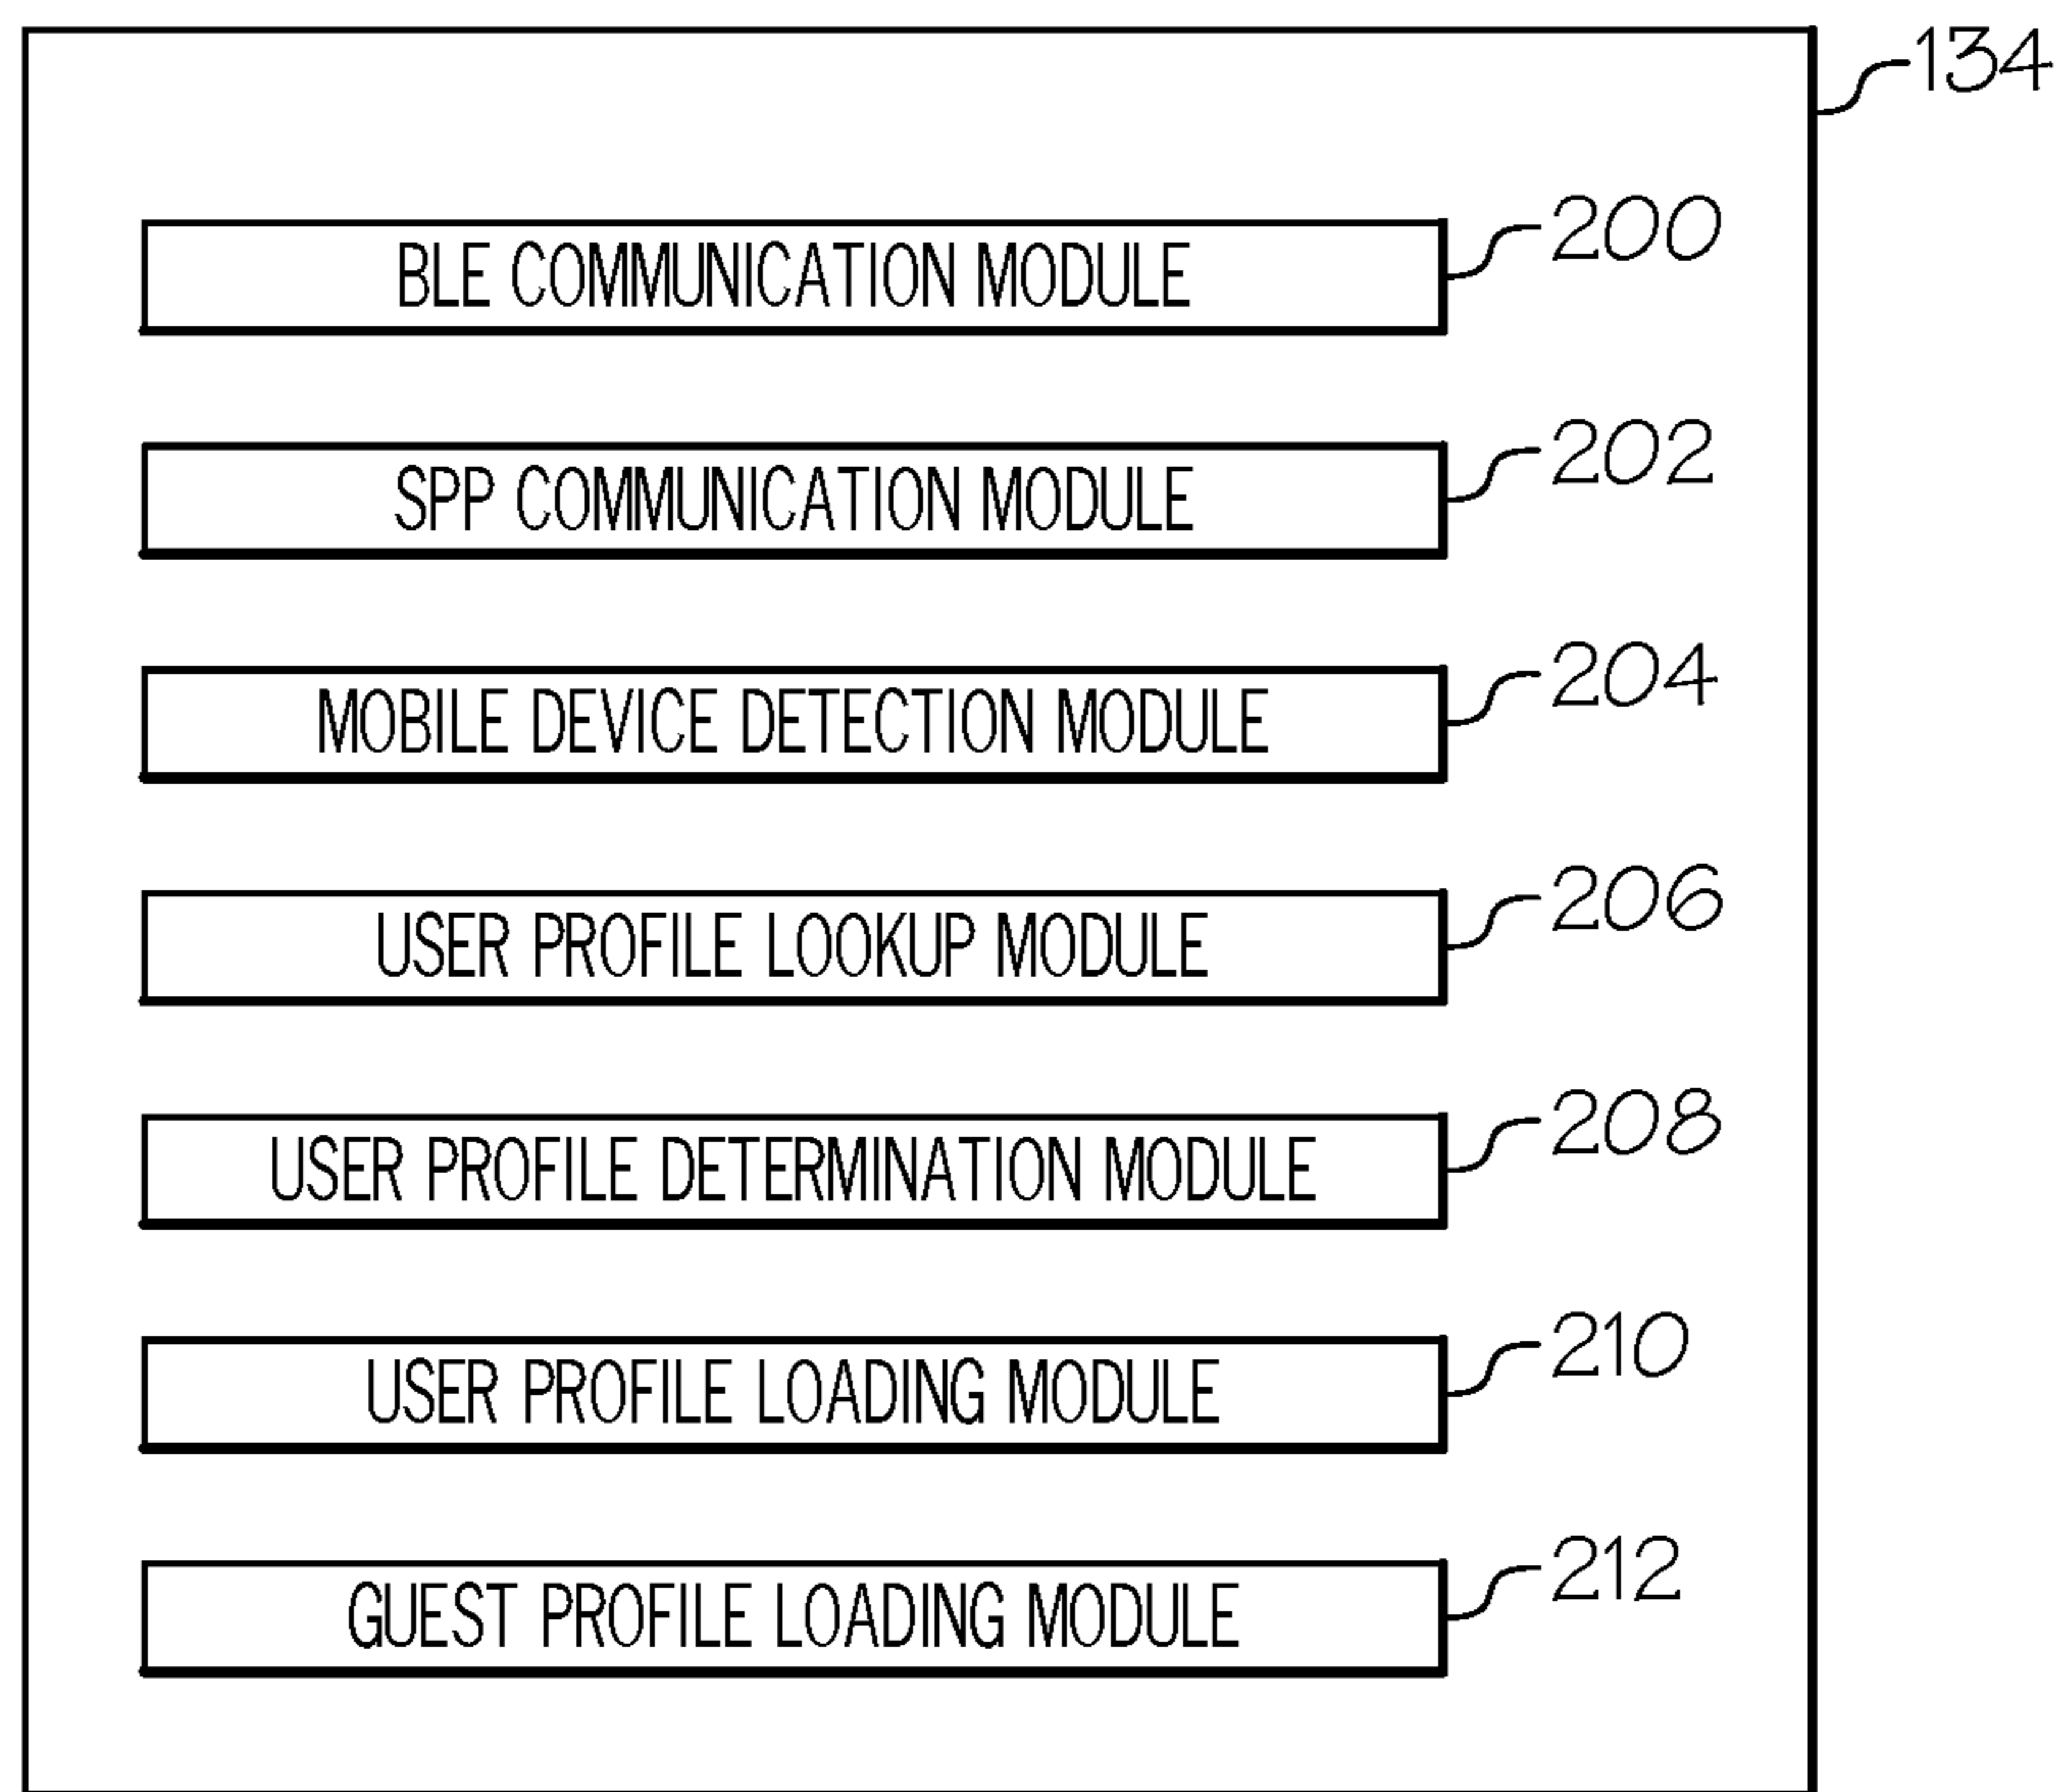 134
BLE COMMUNICATION MODULE 200
SPP COMMUNICATION MODULE 202
MOBILE DEVICE DETECTION MODULE 204
USER PROFILE LOOKUP MODULE 206
USER PROFILE DETERMINATION MODULE 208
USER PROFILE LOADING MODULE 210
GUEST PROFILE LOADING MODULE 212